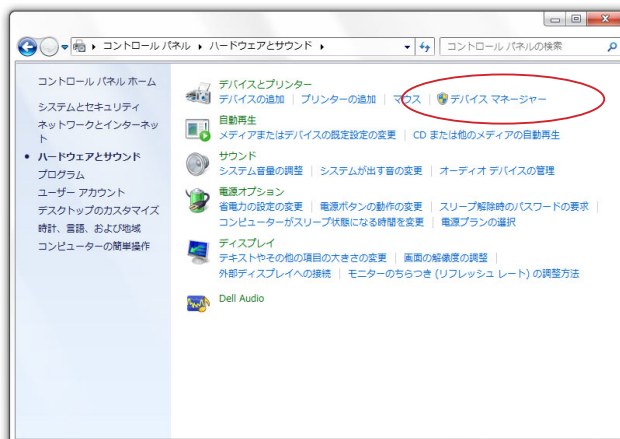 コントロール パネル ▸ ハードウェアとサウンド ▸
コントロール パネルの検索
コントロール パネル ホーム
システムとセキュリティ
ネットワークとインターネッ
ト
ハードウェアとサウンド
プログラム
ユーザー アカウント
デスクトップのカスタマイズ
時計、言語、および地域
コンピューターの簡単操作
デバイスとプリンター
デバイスの追加 | プリンターの追加 | マウス | デバイス マネージャー
自動再生
メディアまたはデバイスの既定設定の変更 | CD または他のメディアの自動再生
サウンド
システム音量の調整 | システムが出す音の変更 | オーディオ デバイスの管理
電源オプション
省電力の設定の変更 | 電源ボタンの動作の変更 | スリープ解除時のパスワードの要求 |
コンピューターがスリープ状態になる時間を変更 | 電源プランの選択
ディスプレイ
テキストやその他の項目の大きさの変更 | 画面の解像度の調整 |
外部ディスプレイへの接続 | モニターのちらつき (リフレッシュ レート) の調整方法
Dell Audio